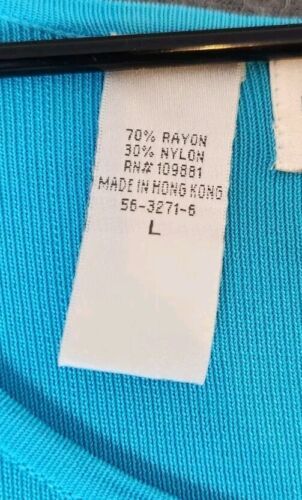 70% RAYON
30% NYLON
RN# 109881
MADE IN HONG KONG
56-3271-6
L